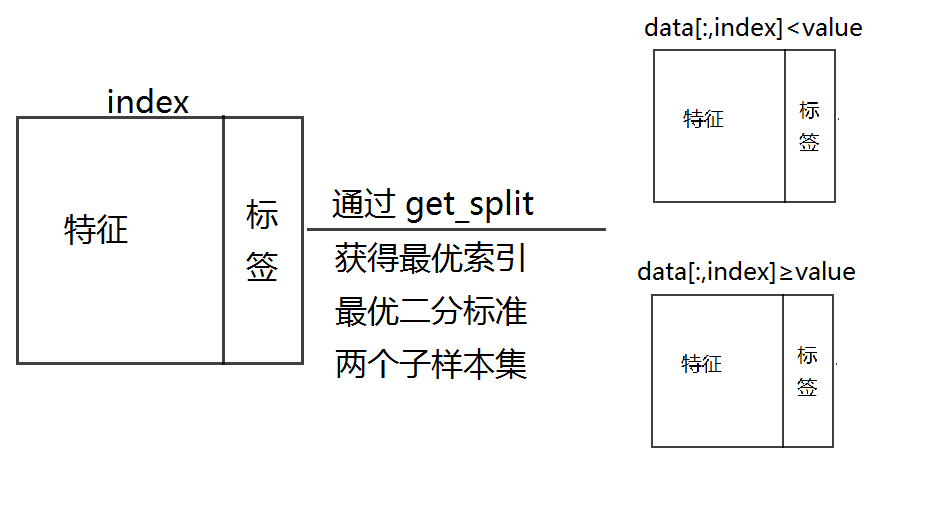 index
特征
标
签
通过 get_split
获得最优索引
最优二分标准
两个子样本集
data[:,index]<value
特征
标
签
data[:,index]≥value
特征
标
签